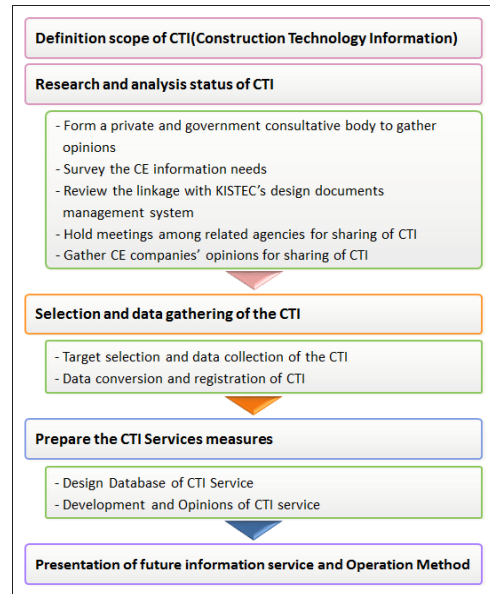 Definition scope of CTI(Construction Technology Information)
Research and analysis status of CTI
- Form a private and government consultative body to gather
opinions
- Survey the CE information needs
- Review the linkage with KISTEC's design documents
management system
- Hold meetings among related agencies for sharing of CTI
- Gather CE companies' opinions for sharing of CTI
Selection and data gathering of the CTI
- Target selection and data collection of the CTI
- Data conversion and registration of CTI
Prepare the CTI Services measures
- Design Database of CTI Service
- Development and Opinions of CTI service
Presentation of future information service and Operation Method